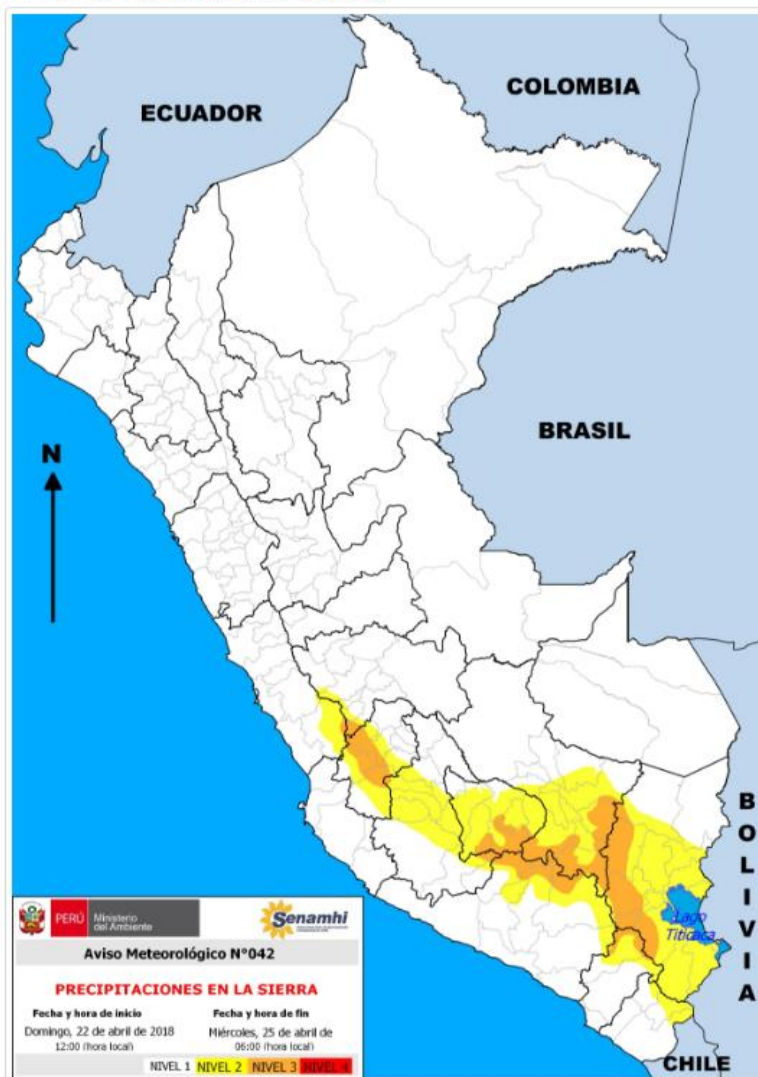 COLOMBIA
ECUADOR
BRASIL
N
BOLIVIA
Lago
Titicaca
PERÚ
Ministerio
del Ambiente
Senamhi
Aviso Meteorológico N°042
PRECIPITACIONES EN LA SIERRA
Fecha y hora de inicio
Domingo, 22 de abril de 2018
12:00 (hora local)
Fecha y hora de fin
Miércoles, 25 de abril de
06:00 (hora local)
NIVEL 1 NIVEL 2 NIVEL 3 NIVEL 4
CHILE